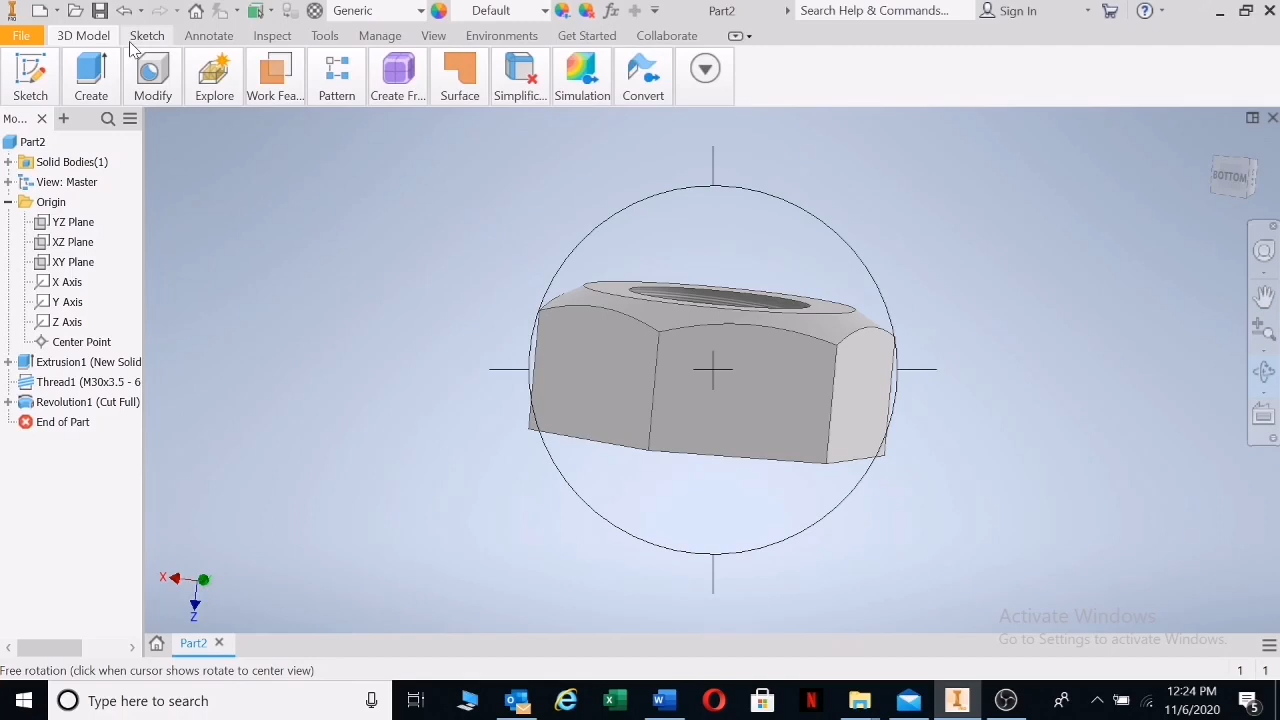 Generic
Default
Part2
Search Help & Commands...
Sign In
File
3D Model
Sketch
Annotate
Inspect
Tools
Manage
View
Environments
Get Started
Collaborate
Sketch
Create
Modify
Explore
Work Fea...
Pattern
Create Fr...
Surface
Simplific...
Simulation
Convert
Mo...
Part2
Solid Bodies(1)
View: Master
Origin
YZ Plane
XZ Plane
XY Plane
X Axis
Y Axis
Z Axis
Center Point
Extrusion1 (New Solid
Thread1 (M30x3.5 - 6
Revolution1 (Cut Full)
End of Part
BOTTOM
X
Z
Activate Windows
Go to Settings to activate Windows.
Part2
Free rotation (click when cursor shows rotate to center view)
1
1
Type here to search
12:24 PM
11/6/2020
5